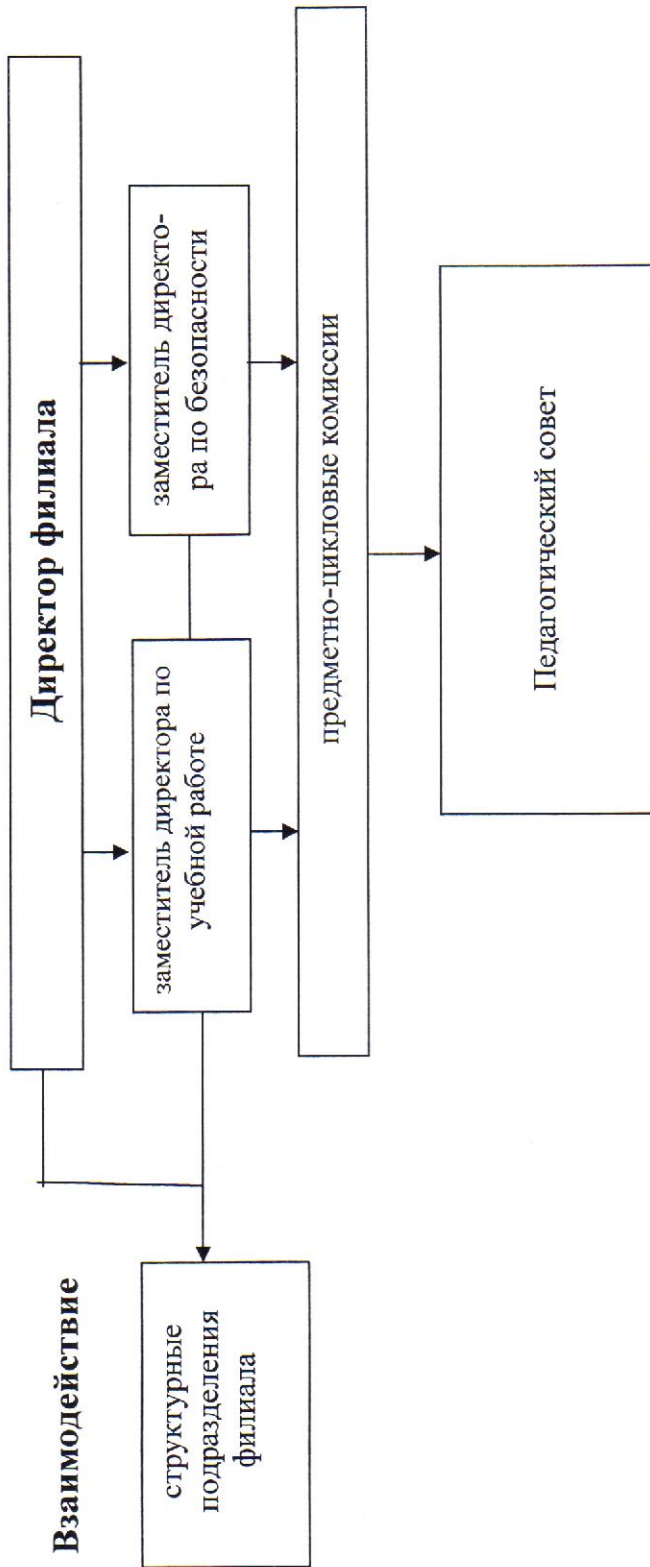 Взаимодействие
Директор филиала
структурные
подразделения
филиала
заместитель директора по
учебной работе
заместитель директо-
ра по безопасности
предметно-цикловые комиссии
Педагогический совет